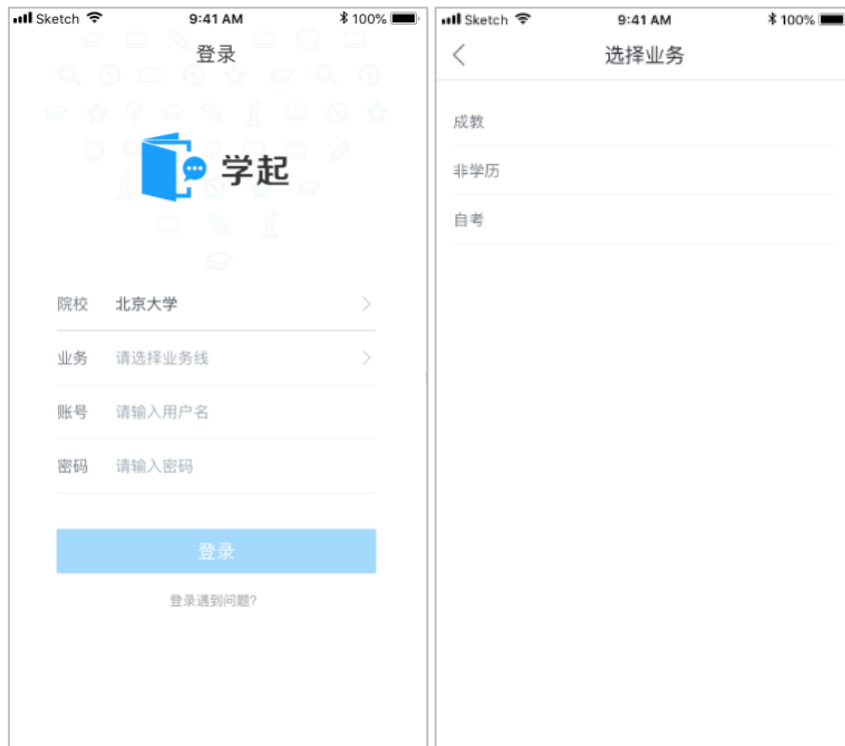 Sketch 9:41 AM 100%
登录
学起
院校 北京大学
业务 请选择业务线
账号 请输入用户名
密码 请输入密码
登录
登录遇到问题?
Sketch 9:41 AM 100%
选择业务
成教
非学历
自考